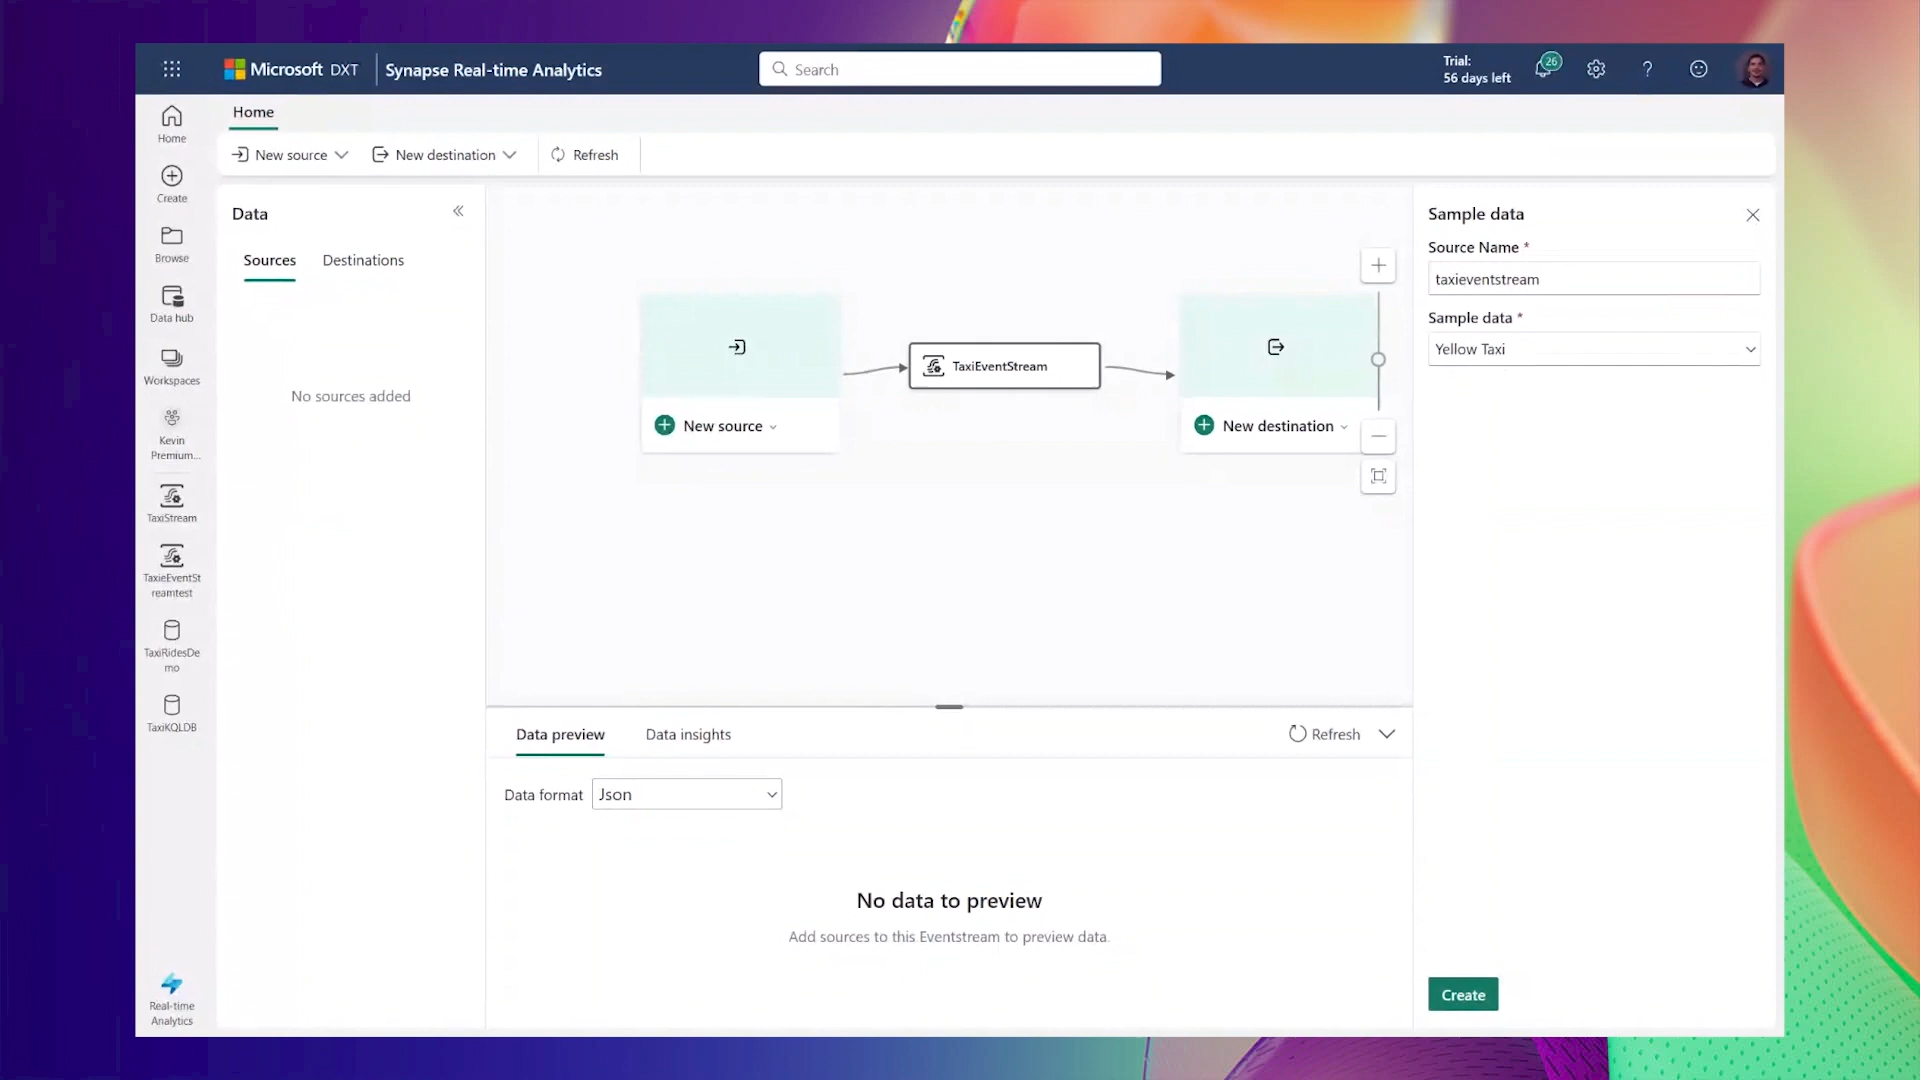 Microsoft DXT
Synapse Real-time Analytics
Search
Trial:
56 days left
26
?
Home
Create
Browse
Data hub
Workspaces
Kevin
Premium...
TaxiStream
TaxieEventSt
reamtest
TaxiRidesDe
mo
TaxiKQLDB
Real-time
Analytics
Home
New source
New destination
Refresh
Data
Sources
Destinations
No sources added
New source
TaxiEventStream
New destination
Data preview
Data insights
Refresh
Data format
Json
No data to preview
Add sources to this Eventstream to preview data.
Sample data
Source Name *
taxieventstream
Sample data *
Yellow Taxi
Create